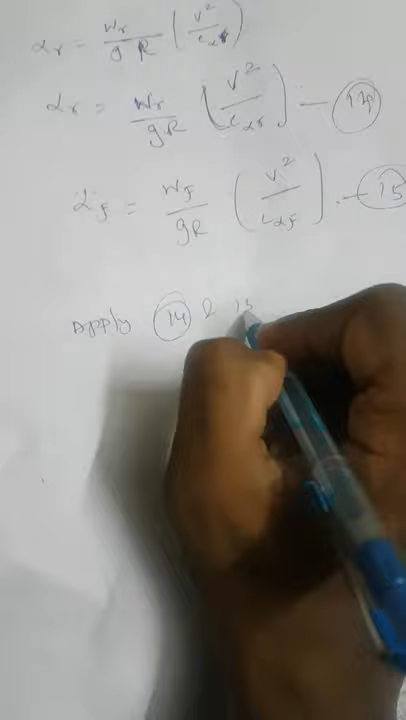 αr = Wr / gR (V² / Cαr)
αr = Wr / gR (V² / Cαr) — 14
αf = Wf / gR (V² / Cαf) . — 15
Apply 14 & 15